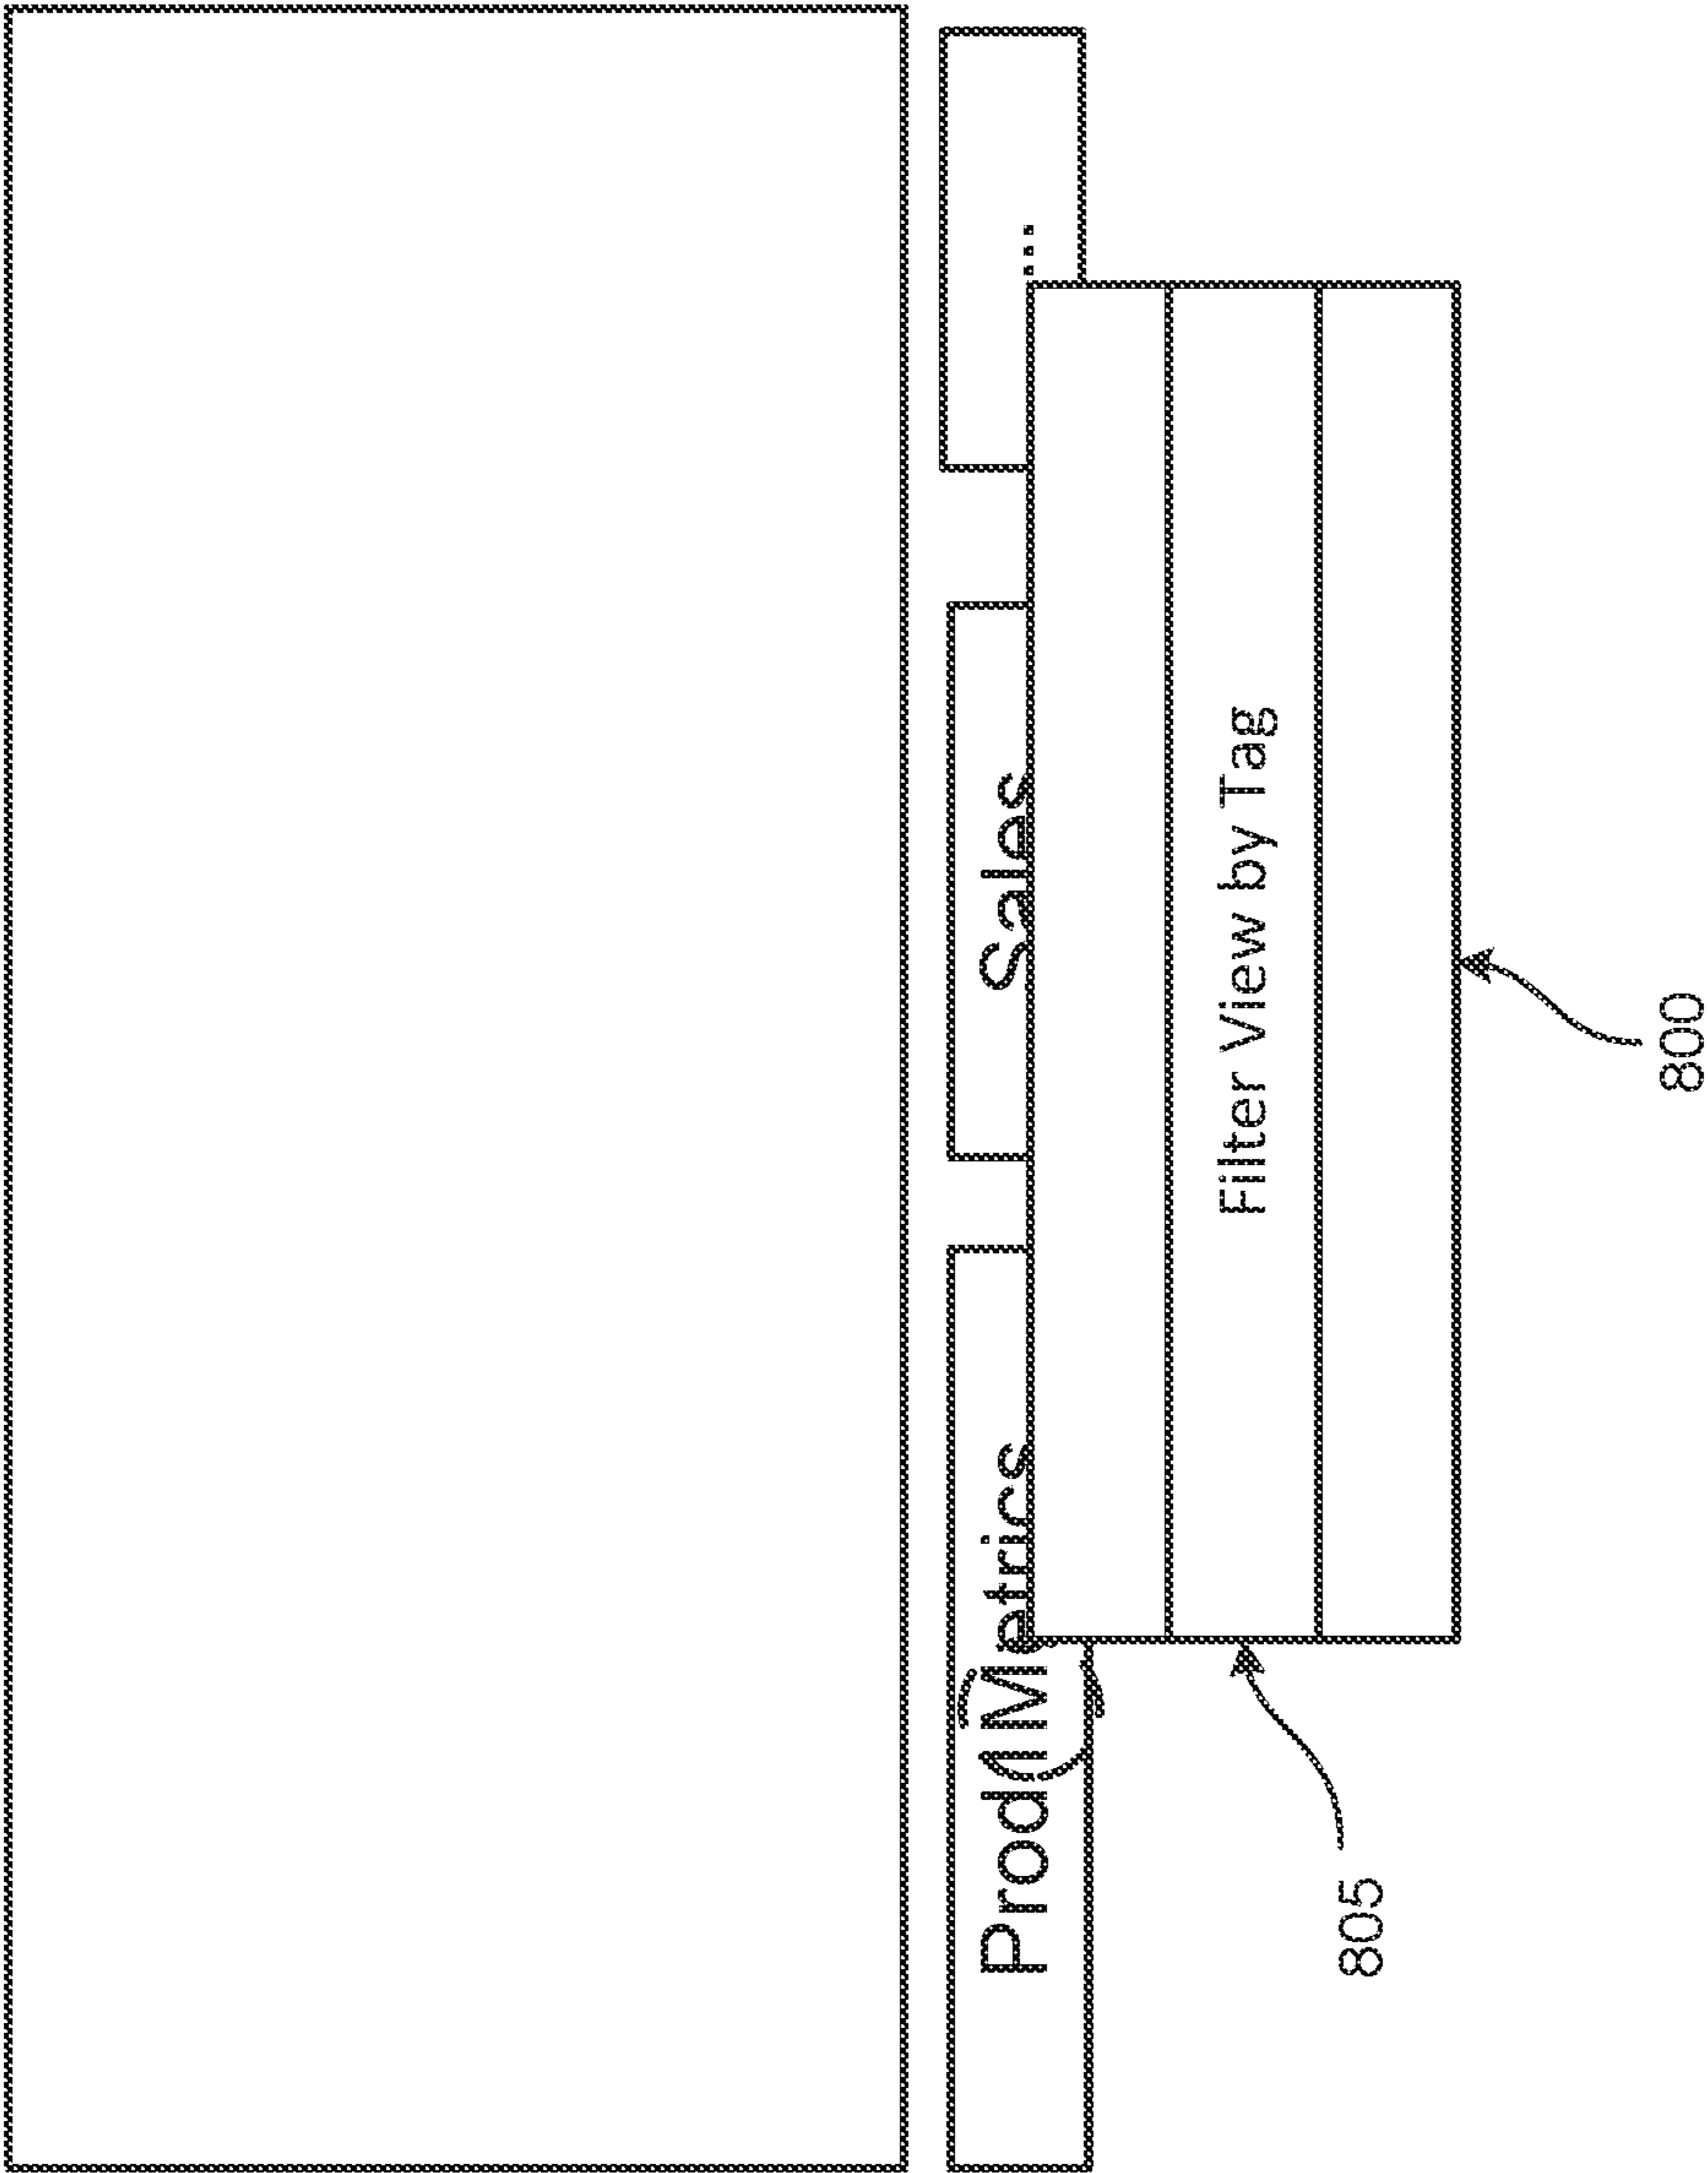 Prod Metrics
Sales
...
Filter View by Tag
805
800